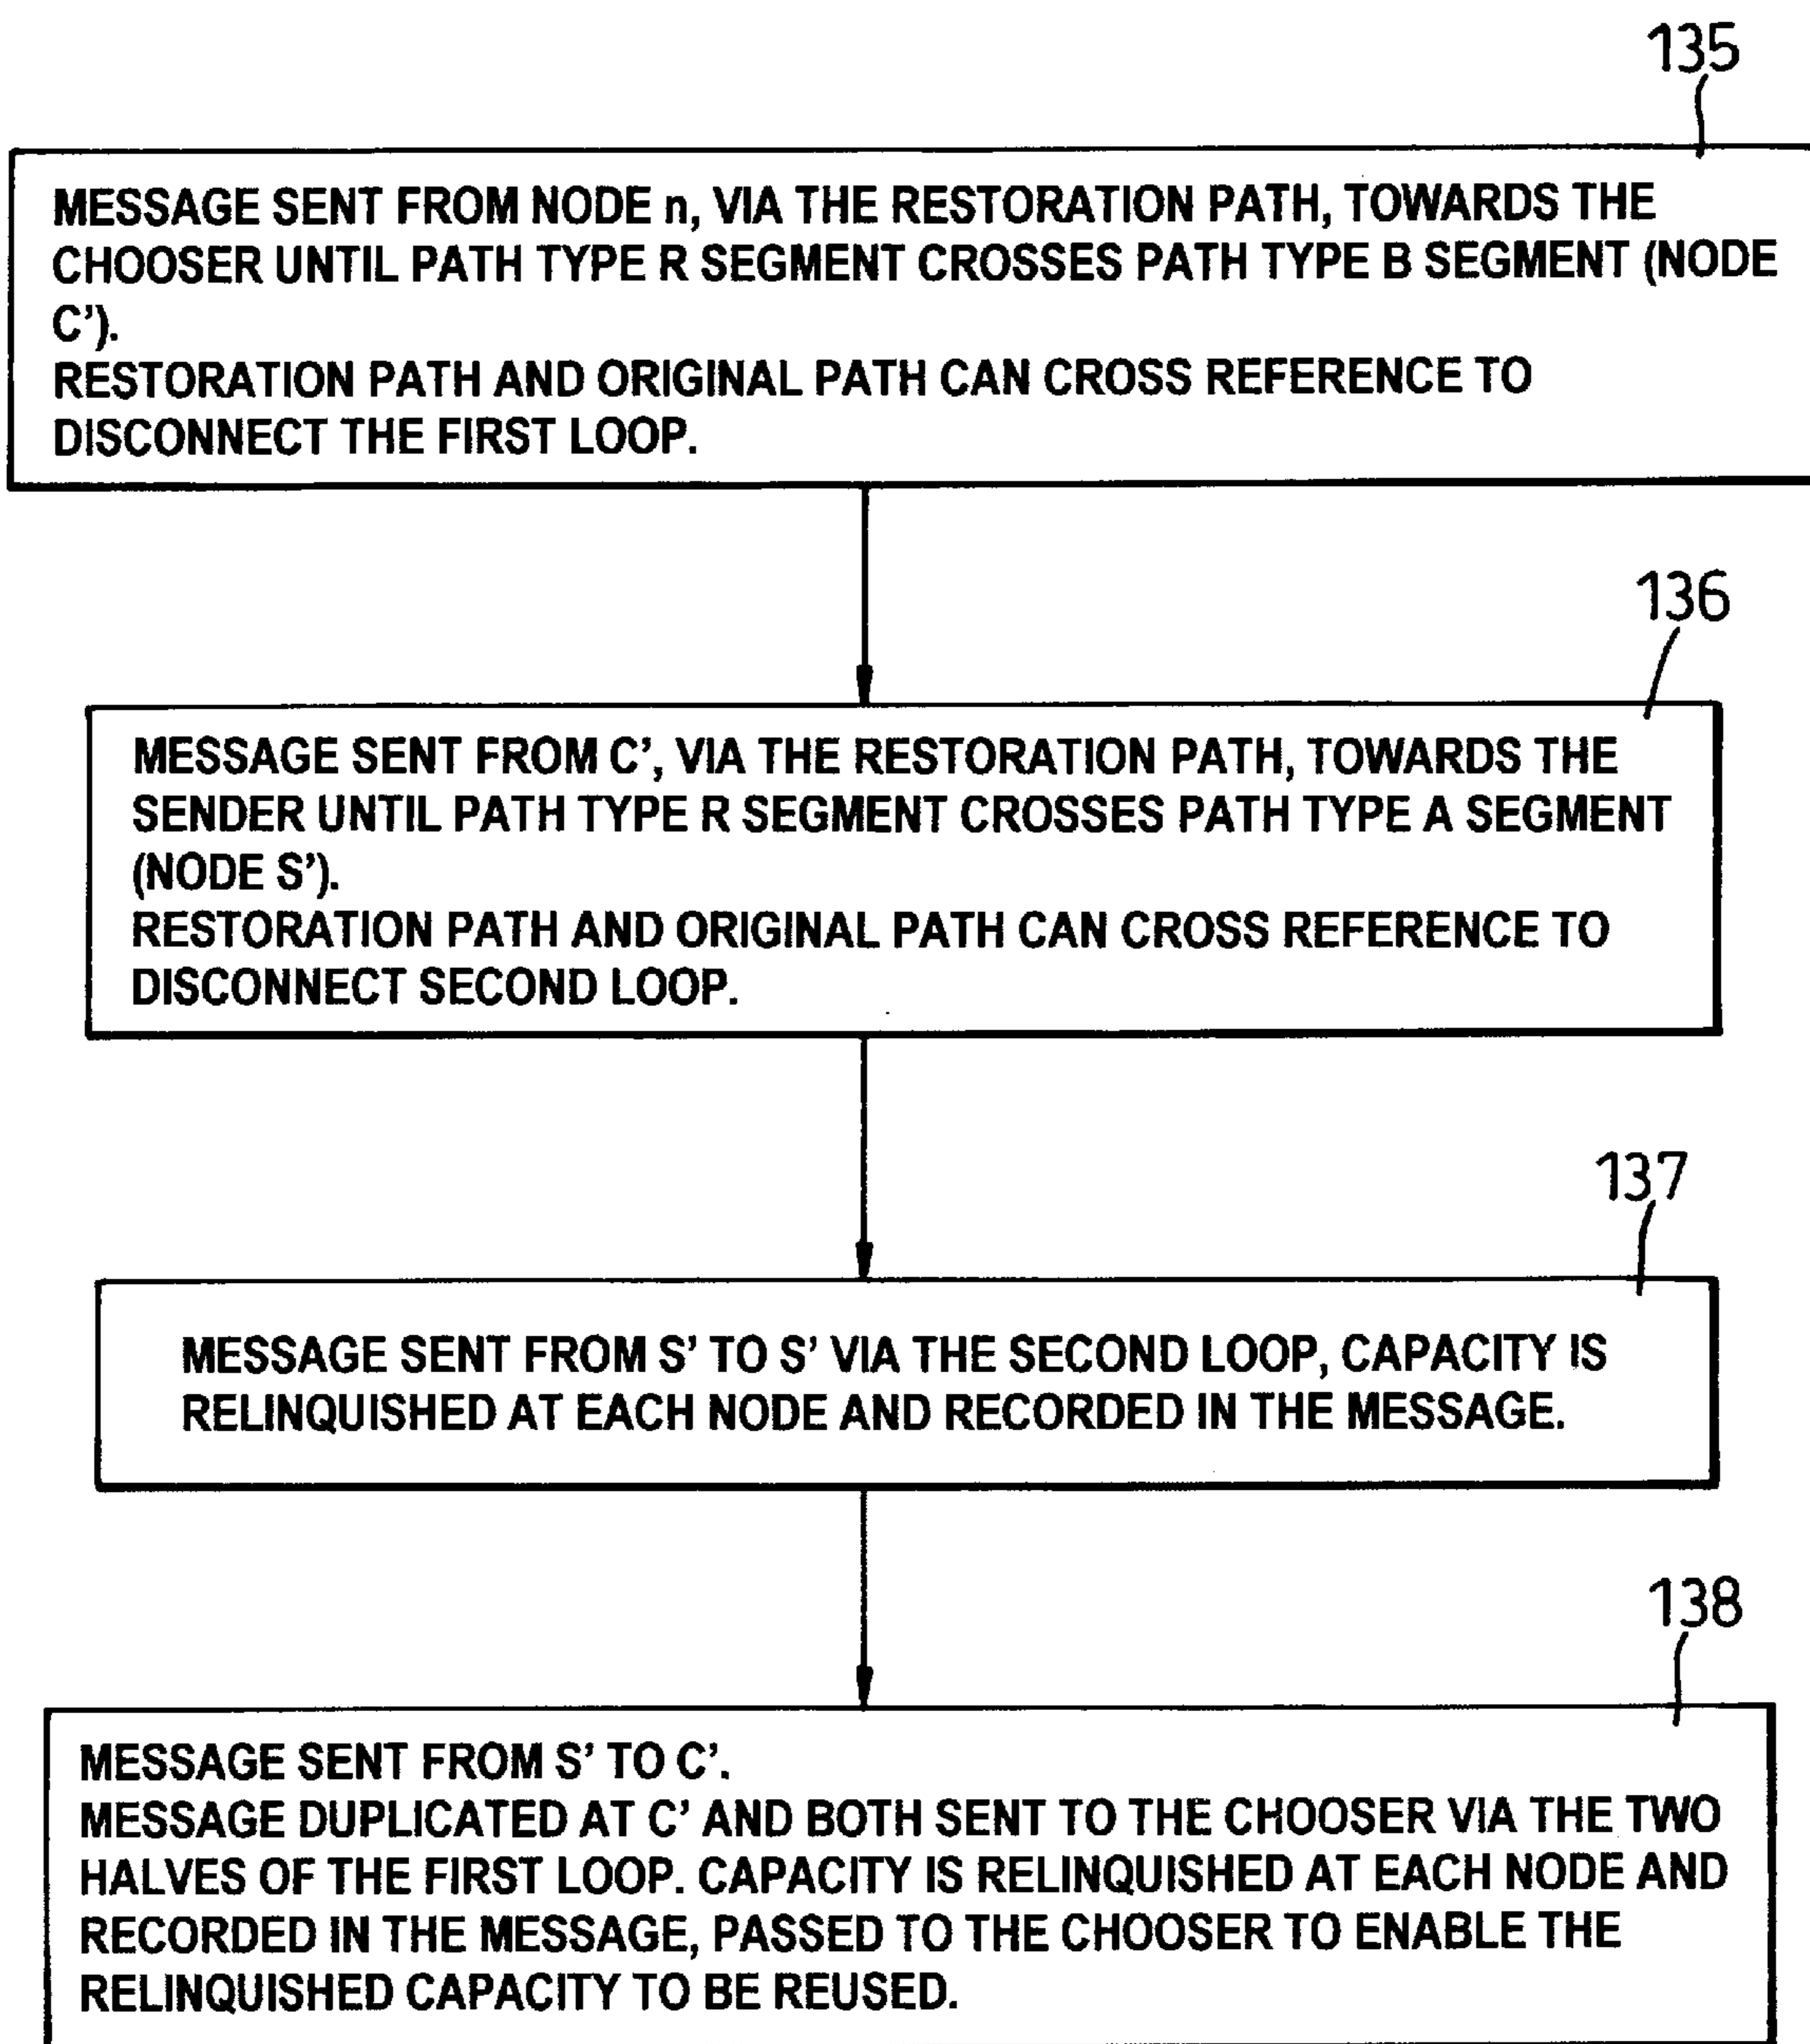 135
MESSAGE SENT FROM NODE n, VIA THE RESTORATION PATH, TOWARDS THE
CHOOSER UNTIL PATH TYPE R SEGMENT CROSSES PATH TYPE B SEGMENT (NODE
C').
RESTORATION PATH AND ORIGINAL PATH CAN CROSS REFERENCE TO
DISCONNECT THE FIRST LOOP.
136
MESSAGE SENT FROM C', VIA THE RESTORATION PATH, TOWARDS THE
SENDER UNTIL PATH TYPE R SEGMENT CROSSES PATH TYPE A SEGMENT
(NODE S').
RESTORATION PATH AND ORIGINAL PATH CAN CROSS REFERENCE TO
DISCONNECT SECOND LOOP.
137
MESSAGE SENT FROM S' TO S' VIA THE SECOND LOOP, CAPACITY IS
RELINQUISHED AT EACH NODE AND RECORDED IN THE MESSAGE.
138
MESSAGE SENT FROM S' TO C'.
MESSAGE DUPLICATED AT C' AND BOTH SENT TO THE CHOOSER VIA THE TWO
HALVES OF THE FIRST LOOP. CAPACITY IS RELINQUISHED AT EACH NODE AND
RECORDED IN THE MESSAGE, PASSED TO THE CHOOSER TO ENABLE THE
RELINQUISHED CAPACITY TO BE REUSED.